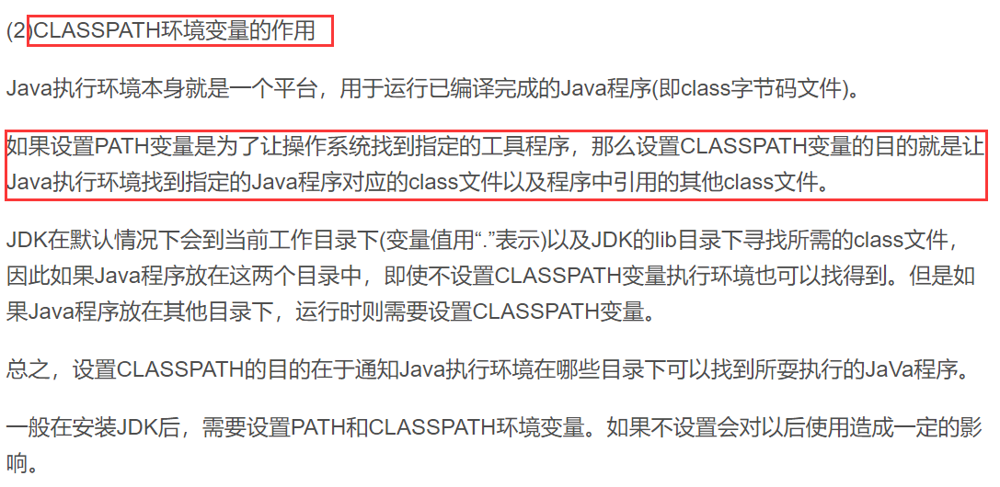 (2)CLASSPATH环境变量的作用
Java执行环境本身就是一个平台，用于运行已编译完成的Java程序(即class字节码文件)。
如果设置PATH变量是为了让操作系统找到指定的工具程序，那么设置CLASSPATH变量的目的就是让
Java执行环境找到指定的Java程序对应的class文件以及程序中引用的其他class文件。
JDK在默认情况下会到当前工作目录下(变量值用“.”表示)以及JDK的lib目录下寻找所需的class文件，
因此如果Java程序放在这两个目录中，即使不设置CLASSPATH变量执行环境也可以找得到。但是如
果Java程序放在其他目录下，运行时则需要设置CLASSPATH变量。
总之，设置CLASSPATH的目的在于通知Java执行环境在哪些目录下可以找到所耍执行的JaVa程序。
一般在安装JDK后，需要设置PATH和CLASSPATH环境变量。如果不设置会对以后使用造成一定的影
响。